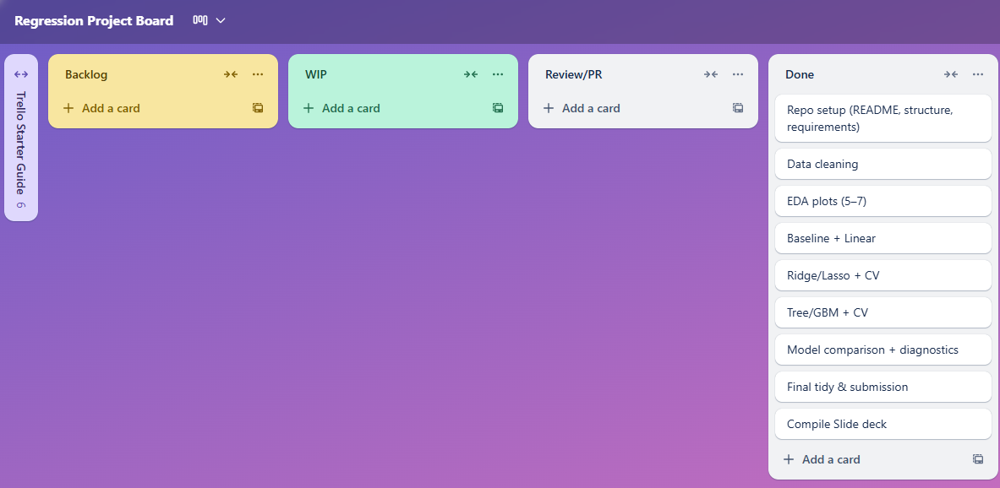 Regression Project Board
Trello Starter Guide 6
Backlog
Add a card
WIP
Add a card
Review/PR
Add a card
Done
Repo setup (README, structure,
requirements)
Data cleaning
EDA plots (5–7)
Baseline + Linear
Ridge/Lasso + CV
Tree/GBM + CV
Model comparison + diagnostics
Final tidy & submission
Compile Slide deck
Add a card